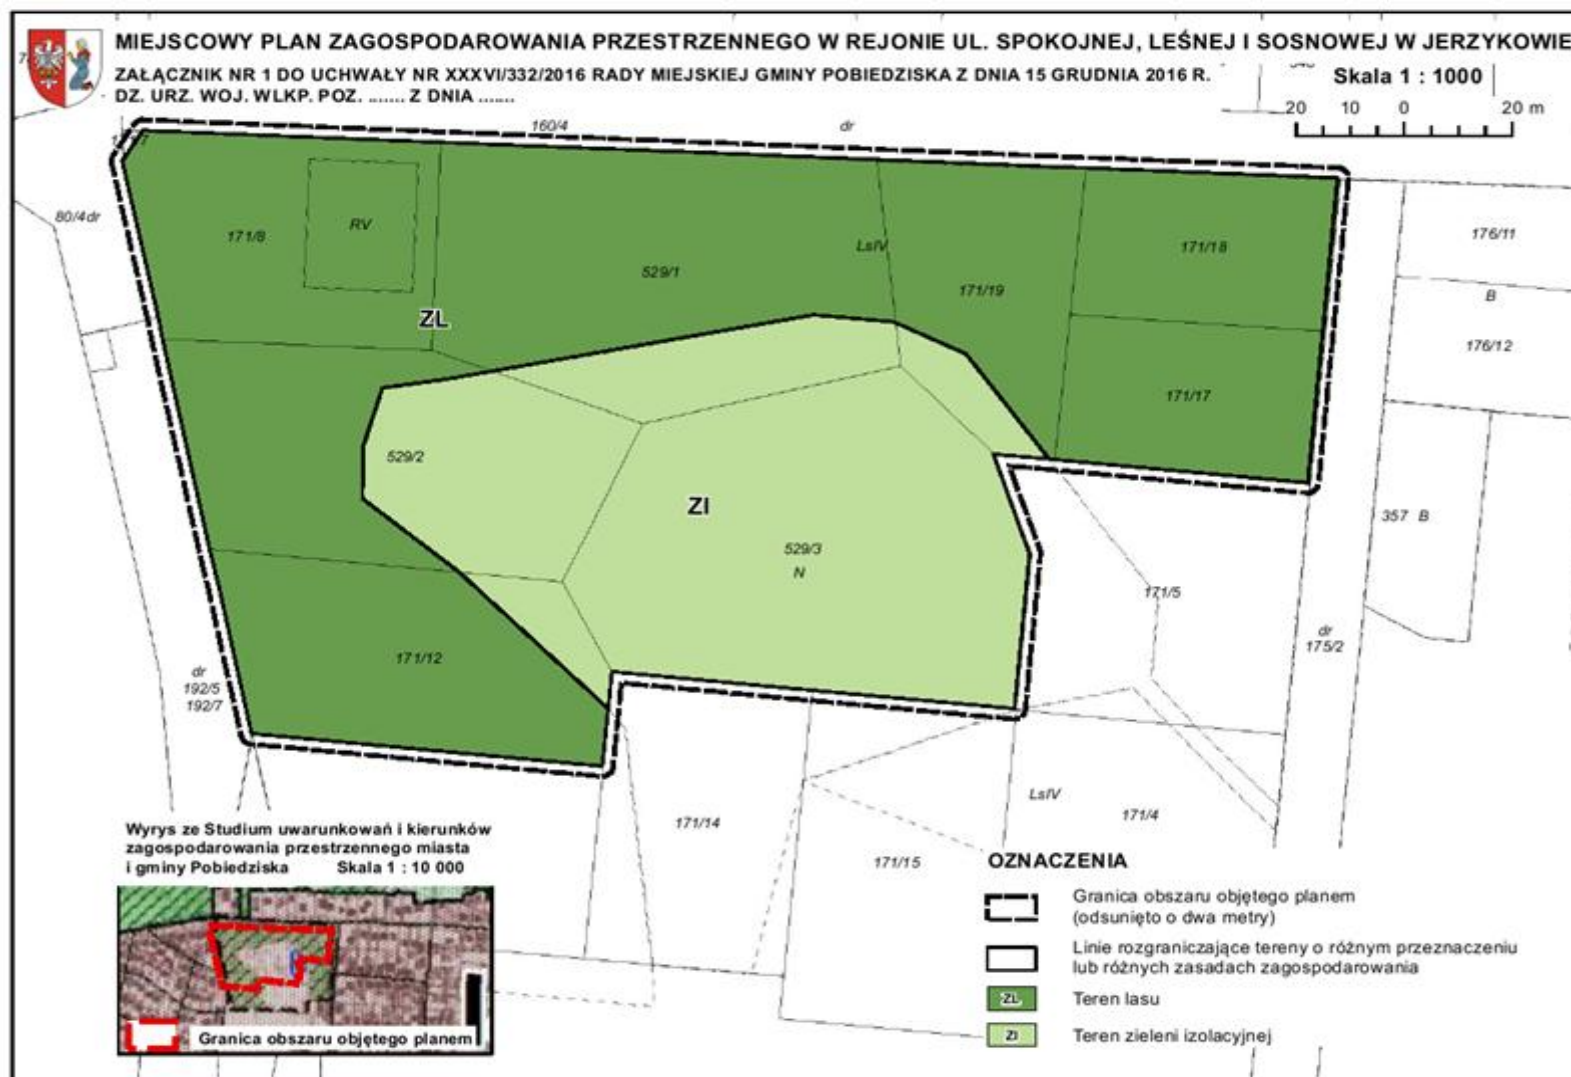 MIEJSCOWY PLAN ZAGOSPODAROWANIA PRZESTRZENNEGO W REJONIE UL. SPOKOJNEJ, LEŚNEJ I SOSNOWEJ W JERZYKOWIE
ZAŁĄCZNIK NR 1 DO UCHWAŁY NR XXXVI/332/2016 RADY MIEJSKIEJ GMINY POBIEDZISKA Z DNIA 15 GRUDNIA 2016 R.
DZ. URZ. WOJ. WLKP. POZ. ....... Z DNIA .......
Skala 1 : 1000
20 10 0 20 m
160/4
dr
80/4dr
171/8
RV
529/1
LsIV
171/19
171/18
176/11
B
176/12
ZL
171/17
529/2
ZI
529/3
N
357 B
171/5
dr
175/2
171/12
dr
192/5
192/7
171/14
LsIV
171/4
171/15
Wyrys ze Studium uwarunkowań i kierunków
zagospodarowania przestrzennego miasta
i gminy Pobiedziska Skala 1 : 10 000
Granica obszaru objętego planem
OZNACZENIA
Granica obszaru objętego planem
(odsunięto o dwa metry)
Linie rozgraniczające tereny o różnym przeznaczeniu
lub różnych zasadach zagospodarowania
ZL Teren lasu
ZI Teren zieleni izolacyjnej